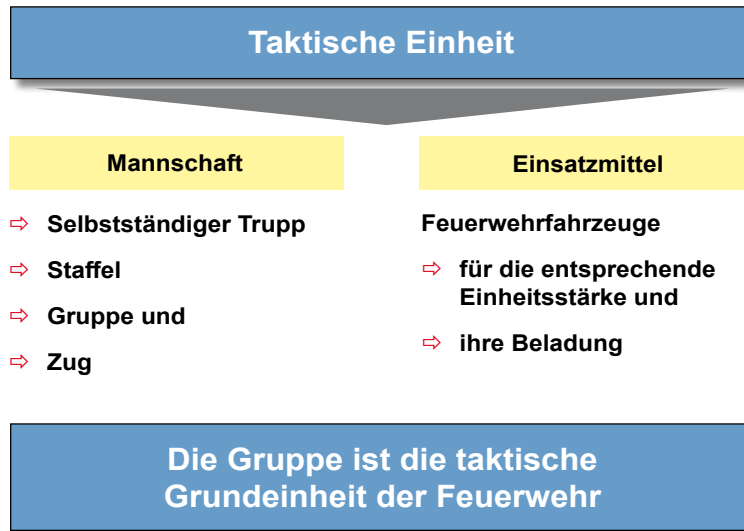 Taktische Einheit
Mannschaft
⇨ Selbstständiger Trupp
⇨ Staffel
⇨ Gruppe und
⇨ Zug
Einsatzmittel
Feuerwehrfahrzeuge
⇨ für die entsprechende
Einheitsstärke und
⇨ ihre Beladung
Die Gruppe ist die taktische
Grundeinheit der Feuerwehr